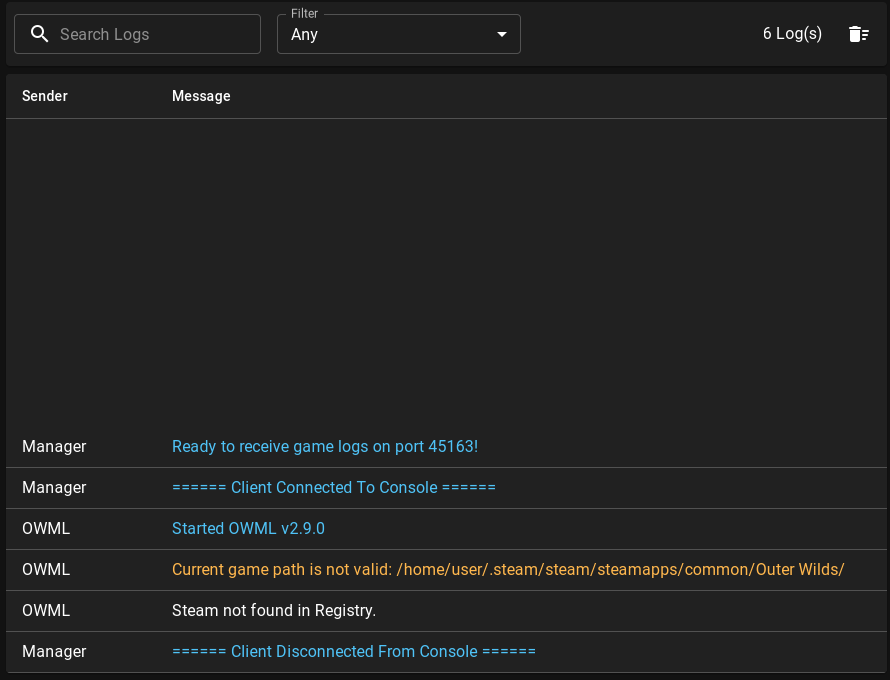 Filter
Search Logs
Any
6 Log(s)
Sender Message
Manager Ready to receive game logs on port 45163!
Manager ====== Client Connected To Console ======
OWML Started OWML v2.9.0
OWML Current game path is not valid: /home/user/.steam/steam/steamapps/common/Outer Wilds/
OWML Steam not found in Registry.
Manager ====== Client Disconnected From Console ======